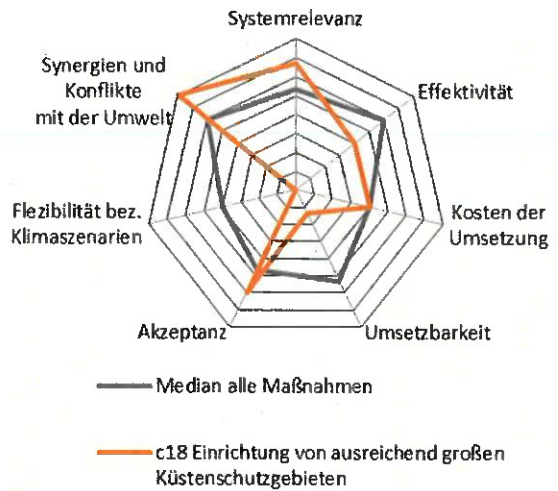 Systemrelevanz
Synergien und
Konflikte
mit der Umwelt
Effektivität
Flezibilität bez.
Klimaszenarien
Kosten der
Umsetzung
Akzeptanz
Umsetzbarkeit
Median alle Maßnahmen
c18 Einrichtung von ausreichend großen
Küstenschutzgebieten